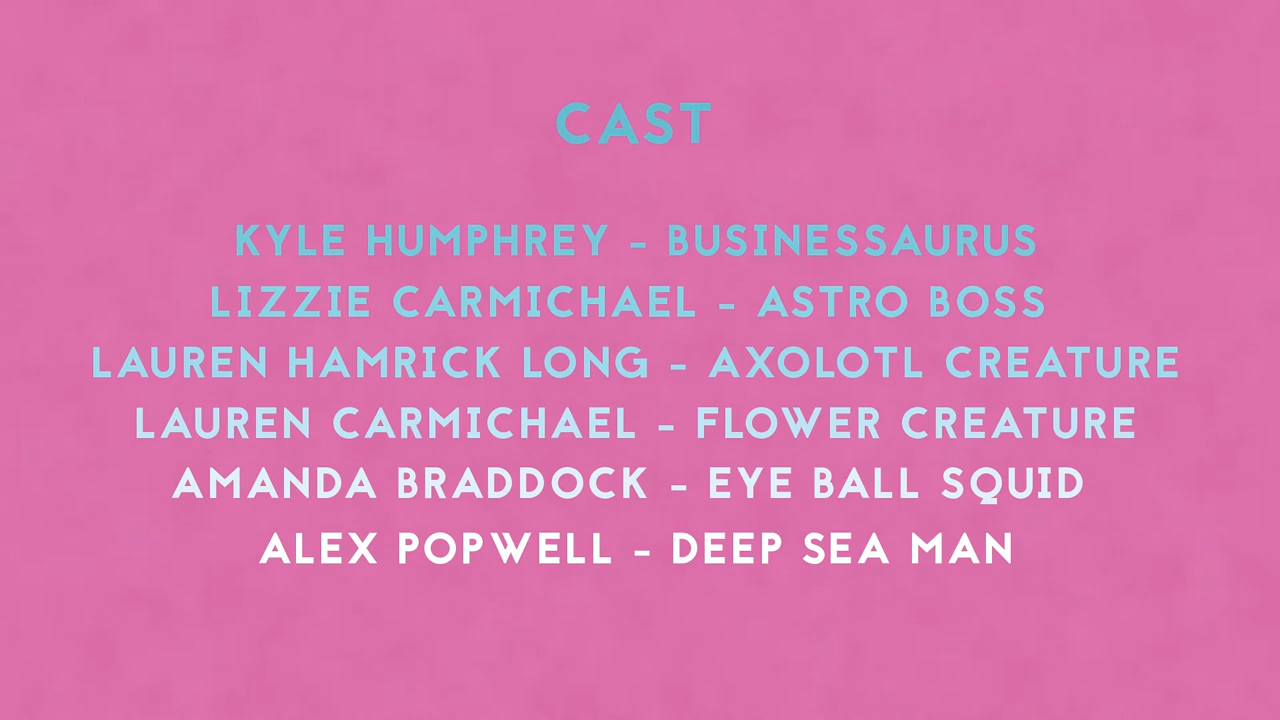 CAST
KYLE HUMPHREY - BUSINESSAURUS
LIZZIE CARMICHAEL - ASTRO BOSS
LAUREN HAMRICK LONG - AXOLOTL CREATURE
LAUREN CARMICHAEL - FLOWER CREATURE
AMANDA BRADDOCK - EYE BALL SQUID
ALEX POPWELL - DEEP SEA MAN